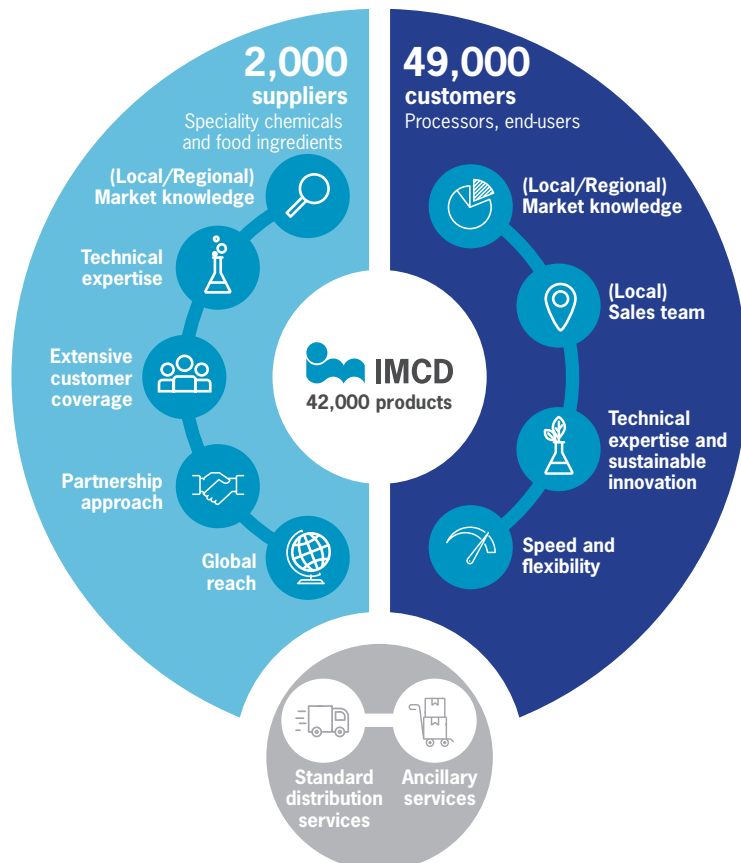 2,000
suppliers
Speciality chemicals
and food ingredients
(Local/Regional)
Market knowledge
Technical
expertise
Extensive
customer
coverage
Partnership
approach
Global
reach
49,000
customers
Processors, end-users
(Local/Regional)
Market knowledge
(Local)
Sales team
Technical
expertise and
sustainable
innovation
Speed and
flexibility
IMCD
42,000 products
Standard
distribution
services
Ancillary
services